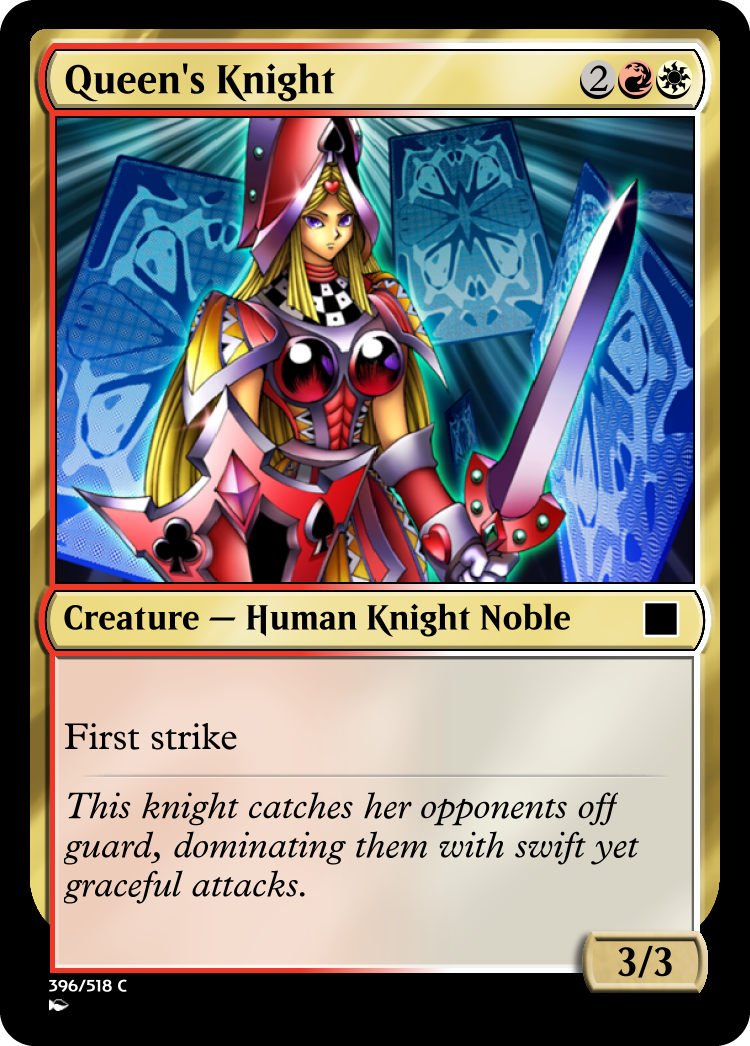 Queen's Knight
2
Creature — Human Knight Noble
First strike
This knight catches her opponents off
guard, dominating them with swift yet
graceful attacks.
3/3
396/518 C